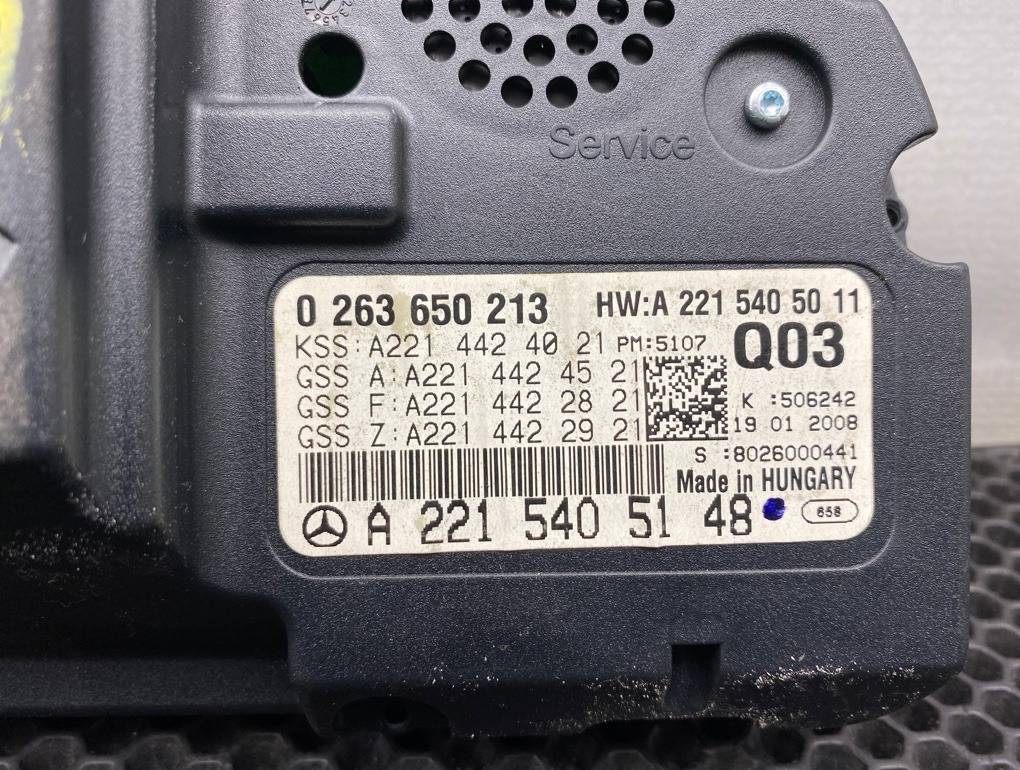 Service
0 263 650 213 HW:A 221 540 50 11
KSS:A221 442 40 21 PM:5107 Q03
GSS A:A221 442 45 21
GSS F:A221 442 28 21 K :506242
GSS Z:A221 442 29 21 19 01 2008
S :8026000441
Made in HUNGARY
A 221 540 51 48 658